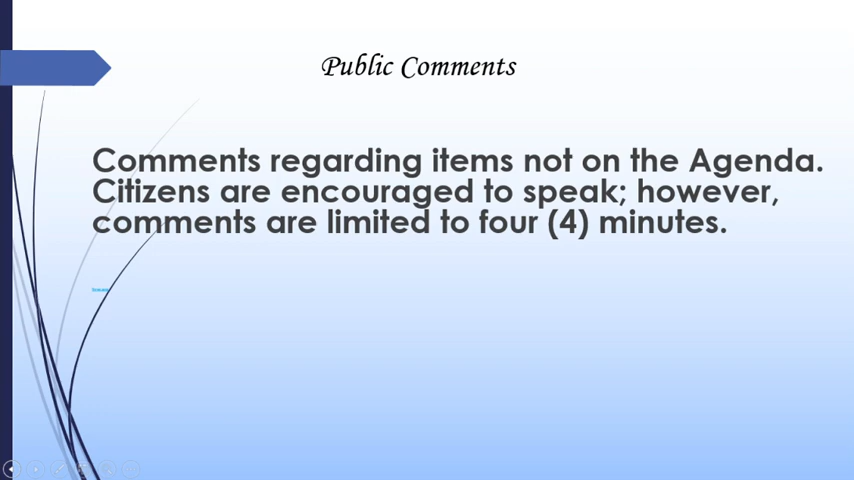 Public Comments
Comments regarding items not on the Agenda.
Citizens are encouraged to speak; however,
comments are limited to four (4) minutes.